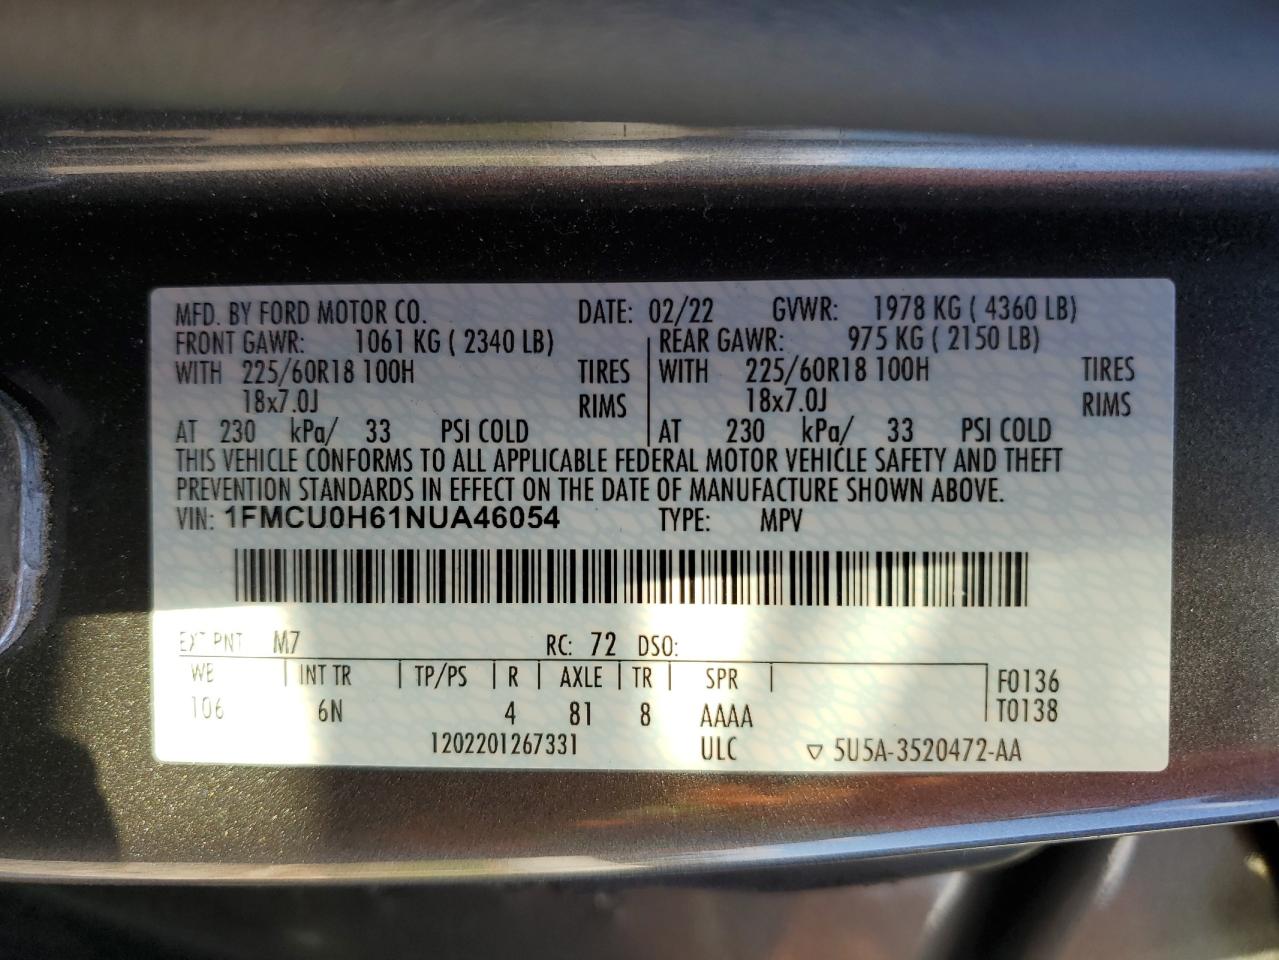 MFD. BY FORD MOTOR CO. DATE: 02/22 GVWR: 1978 KG ( 4360 LB)
FRONT GAWR: 1061 KG ( 2340 LB) REAR GAWR: 975 KG ( 2150 LB)
WITH 225/60R18 100H TIRES WITH 225/60R18 100H TIRES
18x7.0J RIMS 18x7.0J RIMS
AT 230 kPa/ 33 PSI COLD AT 230 kPa/ 33 PSI COLD
THIS VEHICLE CONFORMS TO ALL APPLICABLE FEDERAL MOTOR VEHICLE SAFETY AND THEFT
PREVENTION STANDARDS IN EFFECT ON THE DATE OF MANUFACTURE SHOWN ABOVE.
VIN: 1FMCU0H61NUA46054 TYPE: MPV
EXT PNT M7 RC: 72 DSO:
WB INT TR TP/PS R AXLE TR SPR F0136
106 6N 4 81 8 AAAA T0138
1202201267331 ULC ▽ 5U5A-3520472-AA